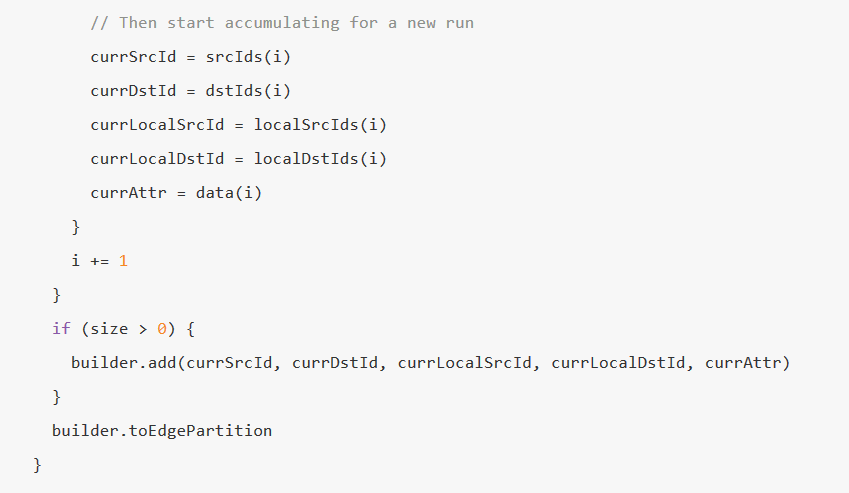 // Then start accumulating for a new run
currSrcId = srcIds(i)
currDstId = dstIds(i)
currLocalSrcId = localSrcIds(i)
currLocalDstId = localDstIds(i)
currAttr = data(i)
}
i += 1
}
if (size > 0) {
builder.add(currSrcId, currDstId, currLocalSrcId, currLocalDstId, currAttr)
}
builder.toEdgePartition
}